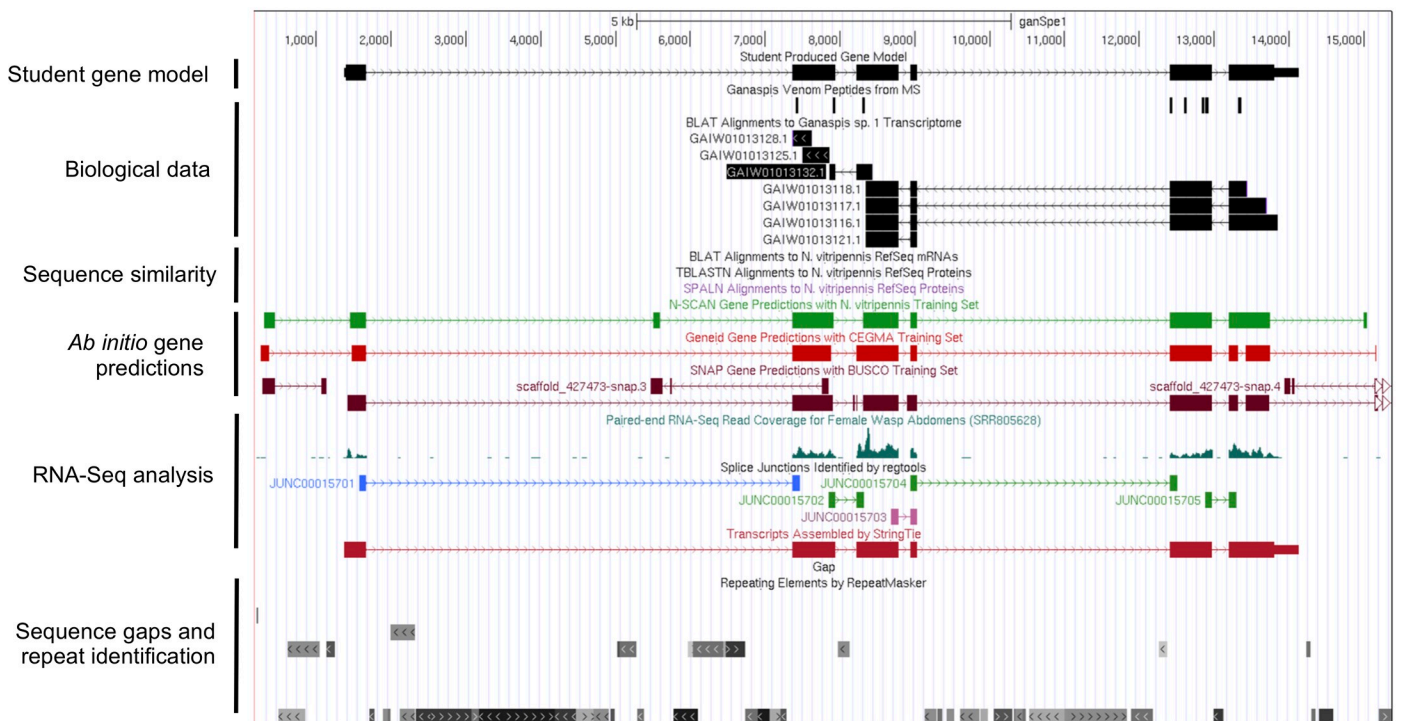 5 kb ganSpe1
1,000 2,000 3,000 4,000 5,000 6,000 7,000 8,000 9,000 10,000 11,000 12,000 13,000 14,000 15,000
Student Produced Gene Model
Student gene model
Ganaspis Venom Peptides from MS
BLAT Alignments to Ganaspis sp. 1 Transcriptome
GAIW01013128.1
GAIW01013125.1
Biological data
GAIW01013132.1
GAIW01013118.1
GAIW01013117.1
GAIW01013116.1
GAIW01013121.1
BLAT Alignments to N. vitripennis RefSeq mRNAs
Sequence similarity
TBLASTN Alignments to N. vitripennis RefSeq Proteins
SPALN Alignments to N. vitripennis RefSeq Proteins
N-SCAN Gene Predictions with N. vitripennis Training Set
Geneid Gene Predictions with CEGMA Training Set
Ab initio gene
predictions
SNAP Gene Predictions with BUSCO Training Set
scaffold_427473-snap.3 scaffold_427473-snap.4
Paired-end RNA-Seq Read Coverage for Female Wasp Abdomens (SRR805628)
Splice Junctions Identified by regtools
RNA-Seq analysis
JUNC00015701 JUNC00015704
JUNC00015702 JUNC00015705
JUNC00015703
Transcripts Assembled by StringTie
Gap
Repeating Elements by RepeatMasker
Sequence gaps and
repeat identification